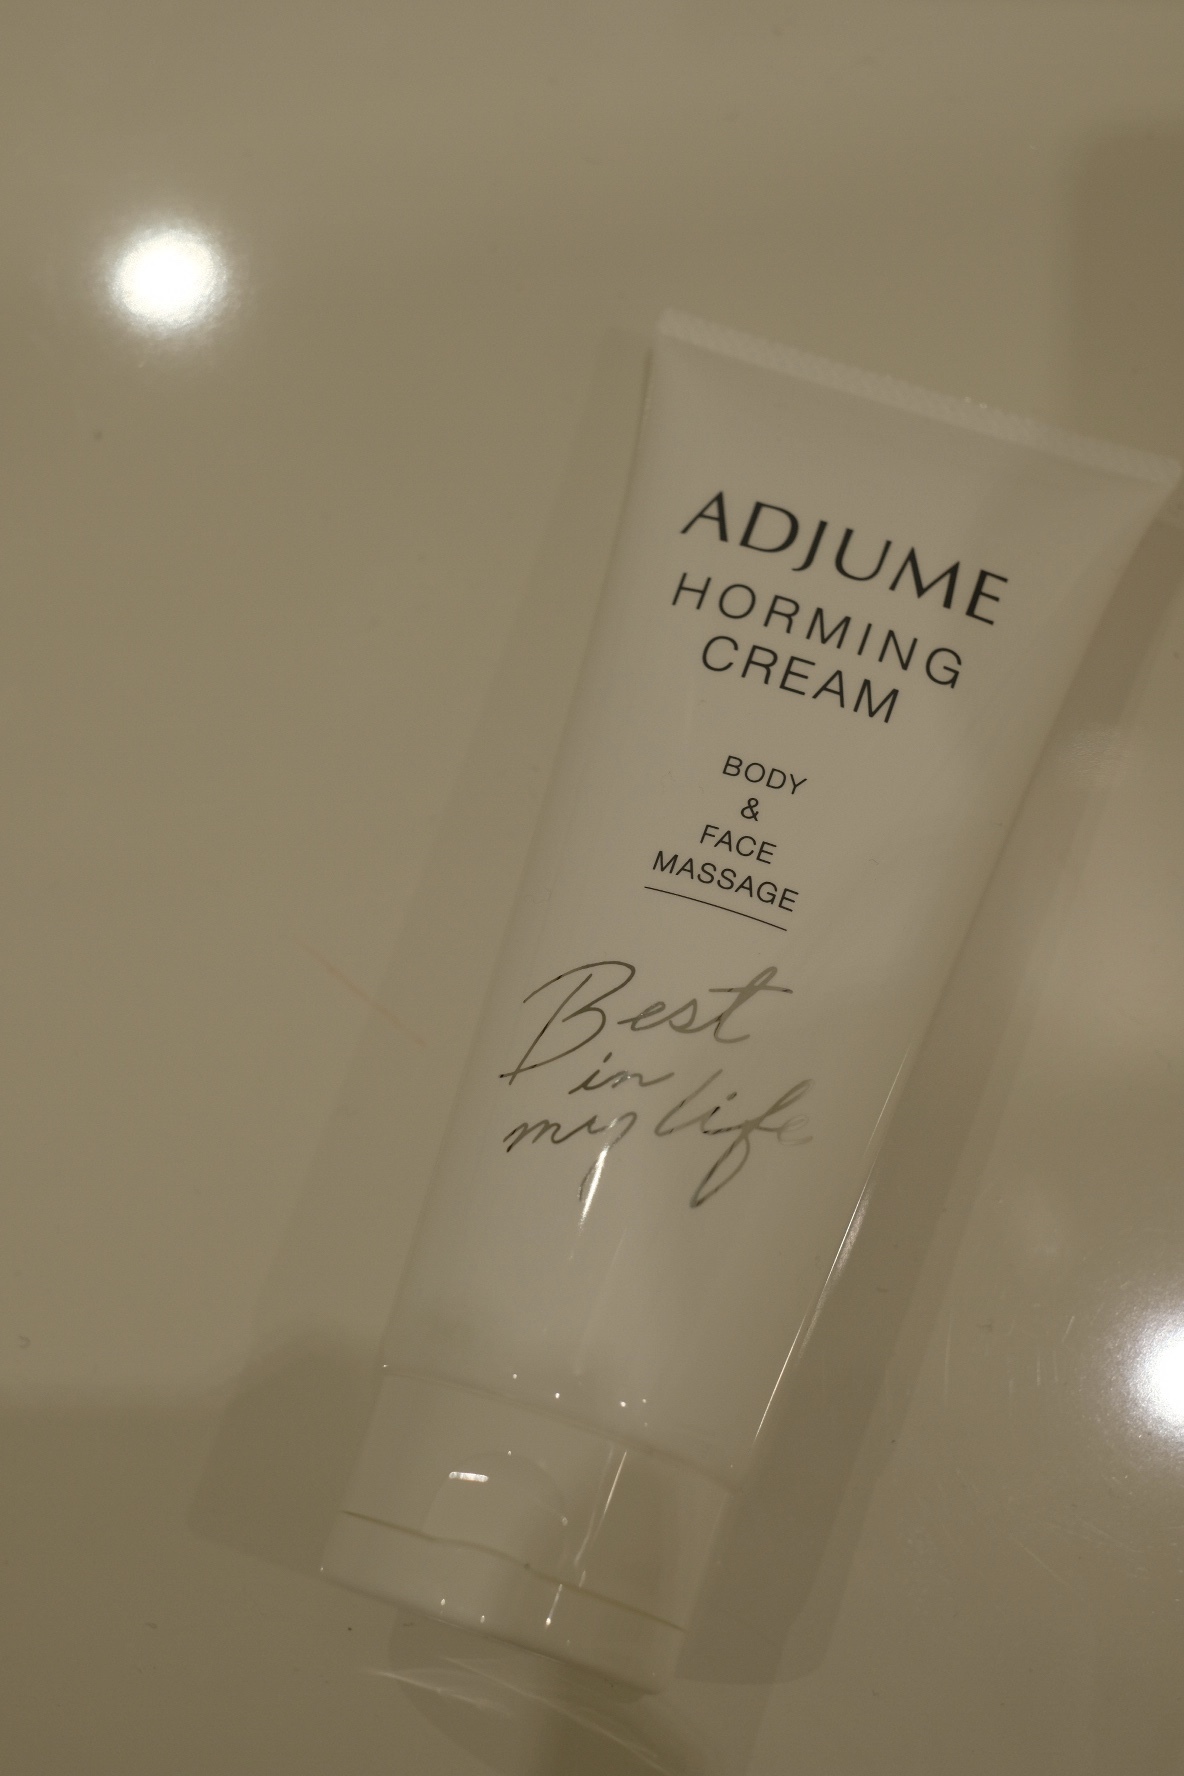 ADJUME
HORMING
CREAM
BODY
&
FACE
MASSAGE
Best
in
my life